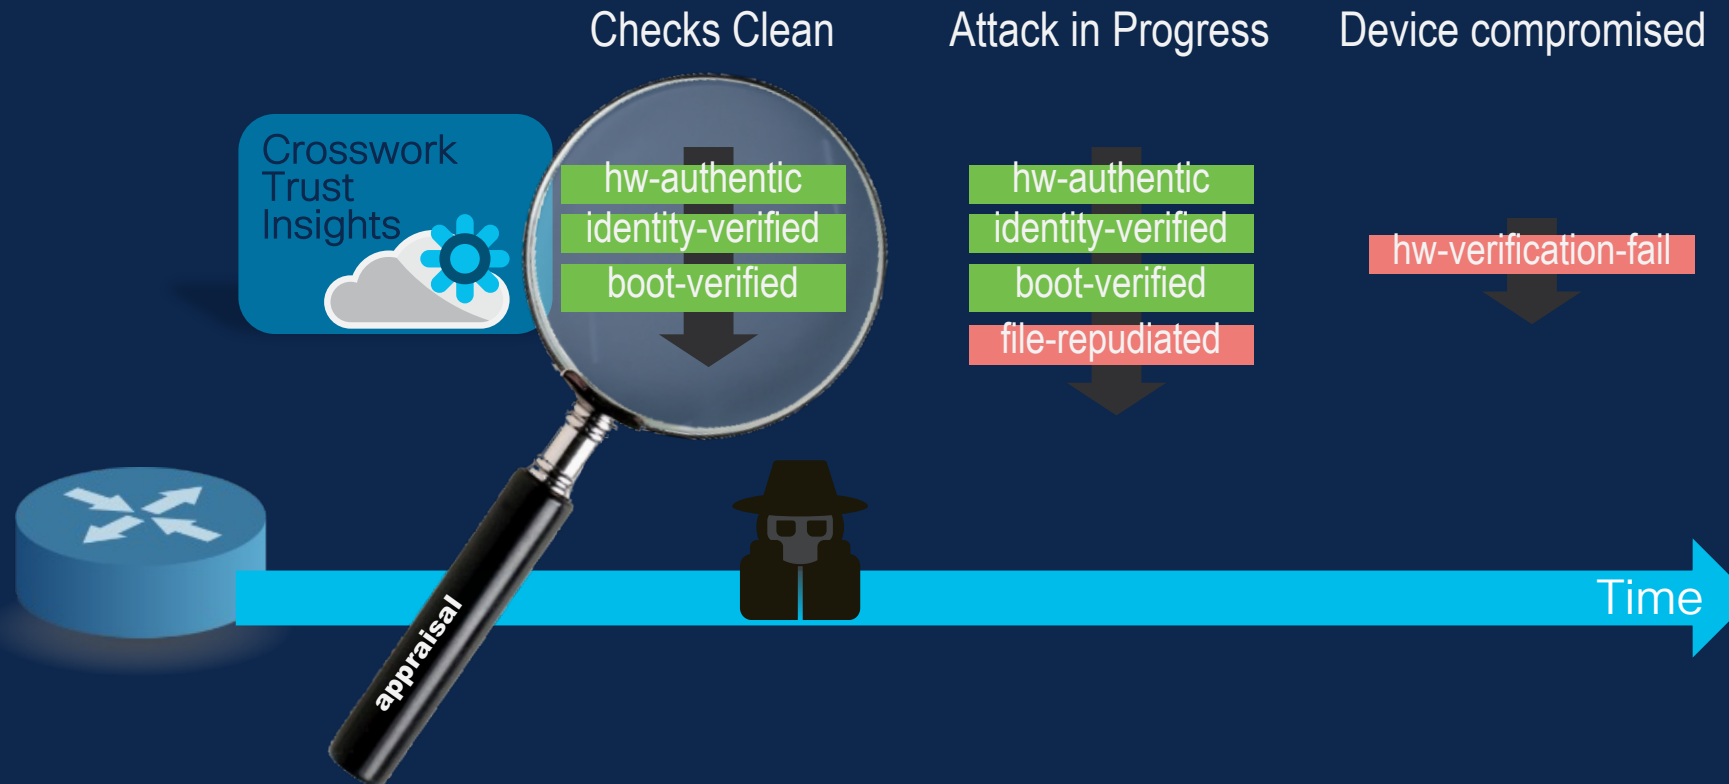 Checks Clean
Attack in Progress
Device compromised
Crosswork
Trust
Insights
hw-authentic
identity-verified
boot-verified
hw-authentic
identity-verified
boot-verified
file-repudiated
hw-verification-fail
appraisal
Time